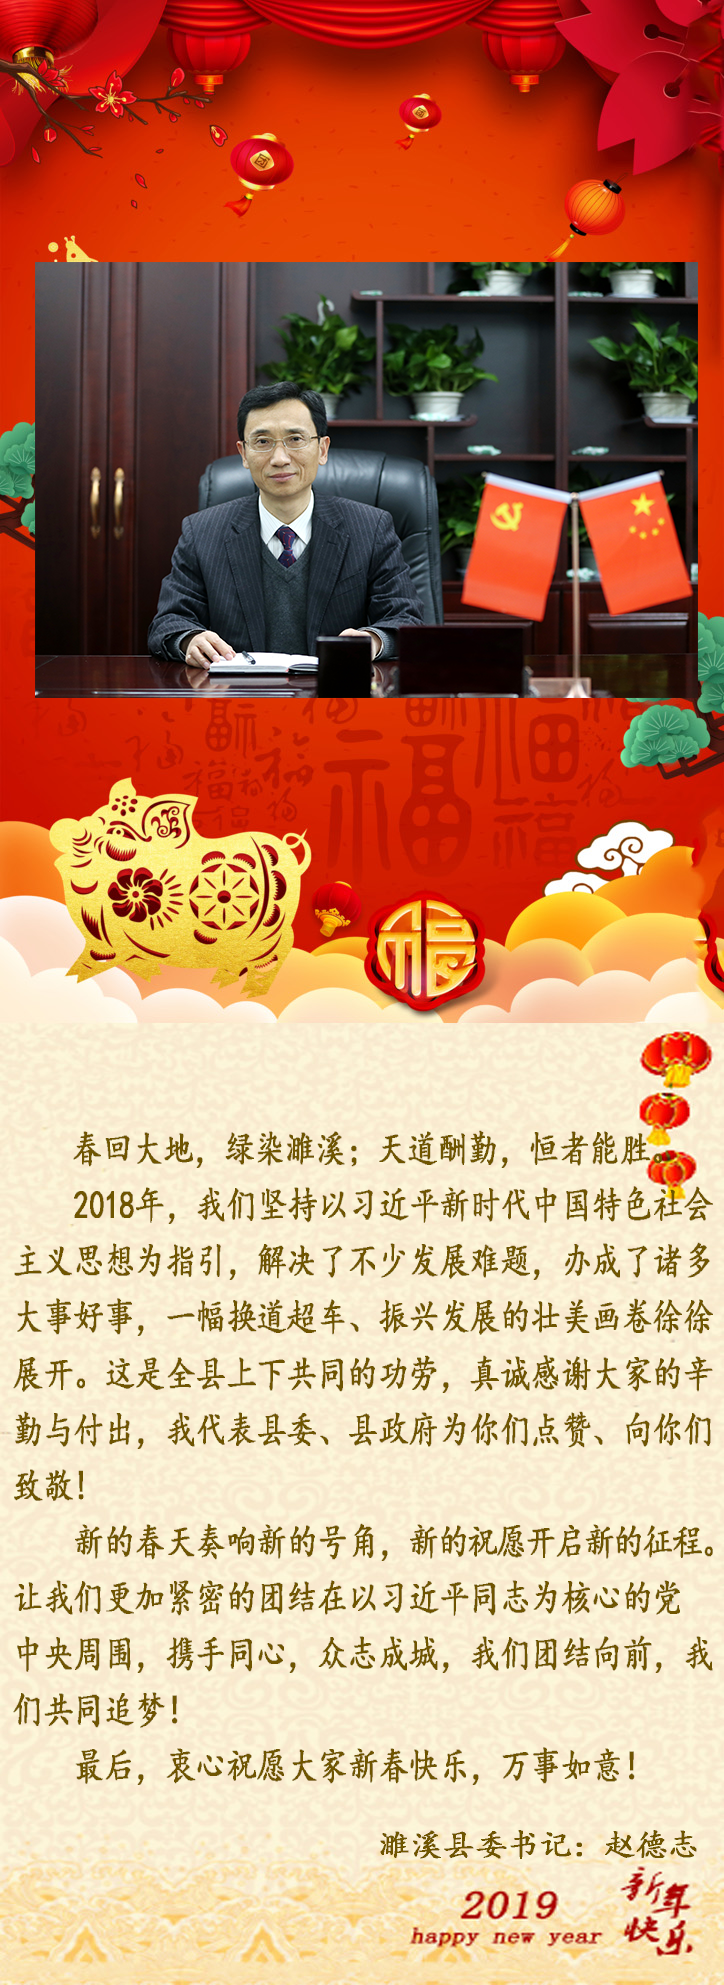 福
春回大地，绿染濉溪；天道酬勤，恒者能胜。
2018年，我们坚持以习近平新时代中国特色社会
主义思想为指引，解决了不少发展难题，办成了诸多
大事好事，一幅换道超车、振兴发展的壮美画卷徐徐
展开。这是全县上下共同的功劳，真诚感谢大家的辛
勤与付出，我代表县委、县政府为你们点赞、向你们
致敬！
新的春天奏响新的号角，新的祝愿开启新的征程。
让我们更加紧密的团结在以习近平同志为核心的党
中央周围，携手同心，众志成城，我们团结向前，我
们共同追梦！
最后，衷心祝愿大家新春快乐，万事如意！
濉溪县委书记：赵德志
2019
happy new year
新年
快乐